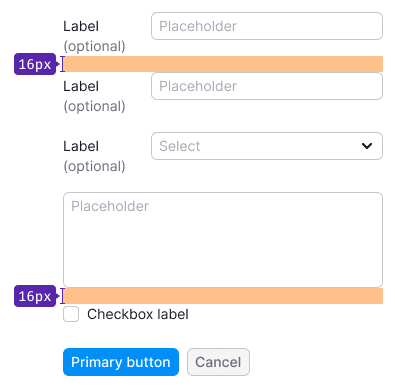 Label Placeholder
(optional)
16px
Label Placeholder
(optional)
Label Select
(optional)
Placeholder
16px
Checkbox label
Primary button Cancel